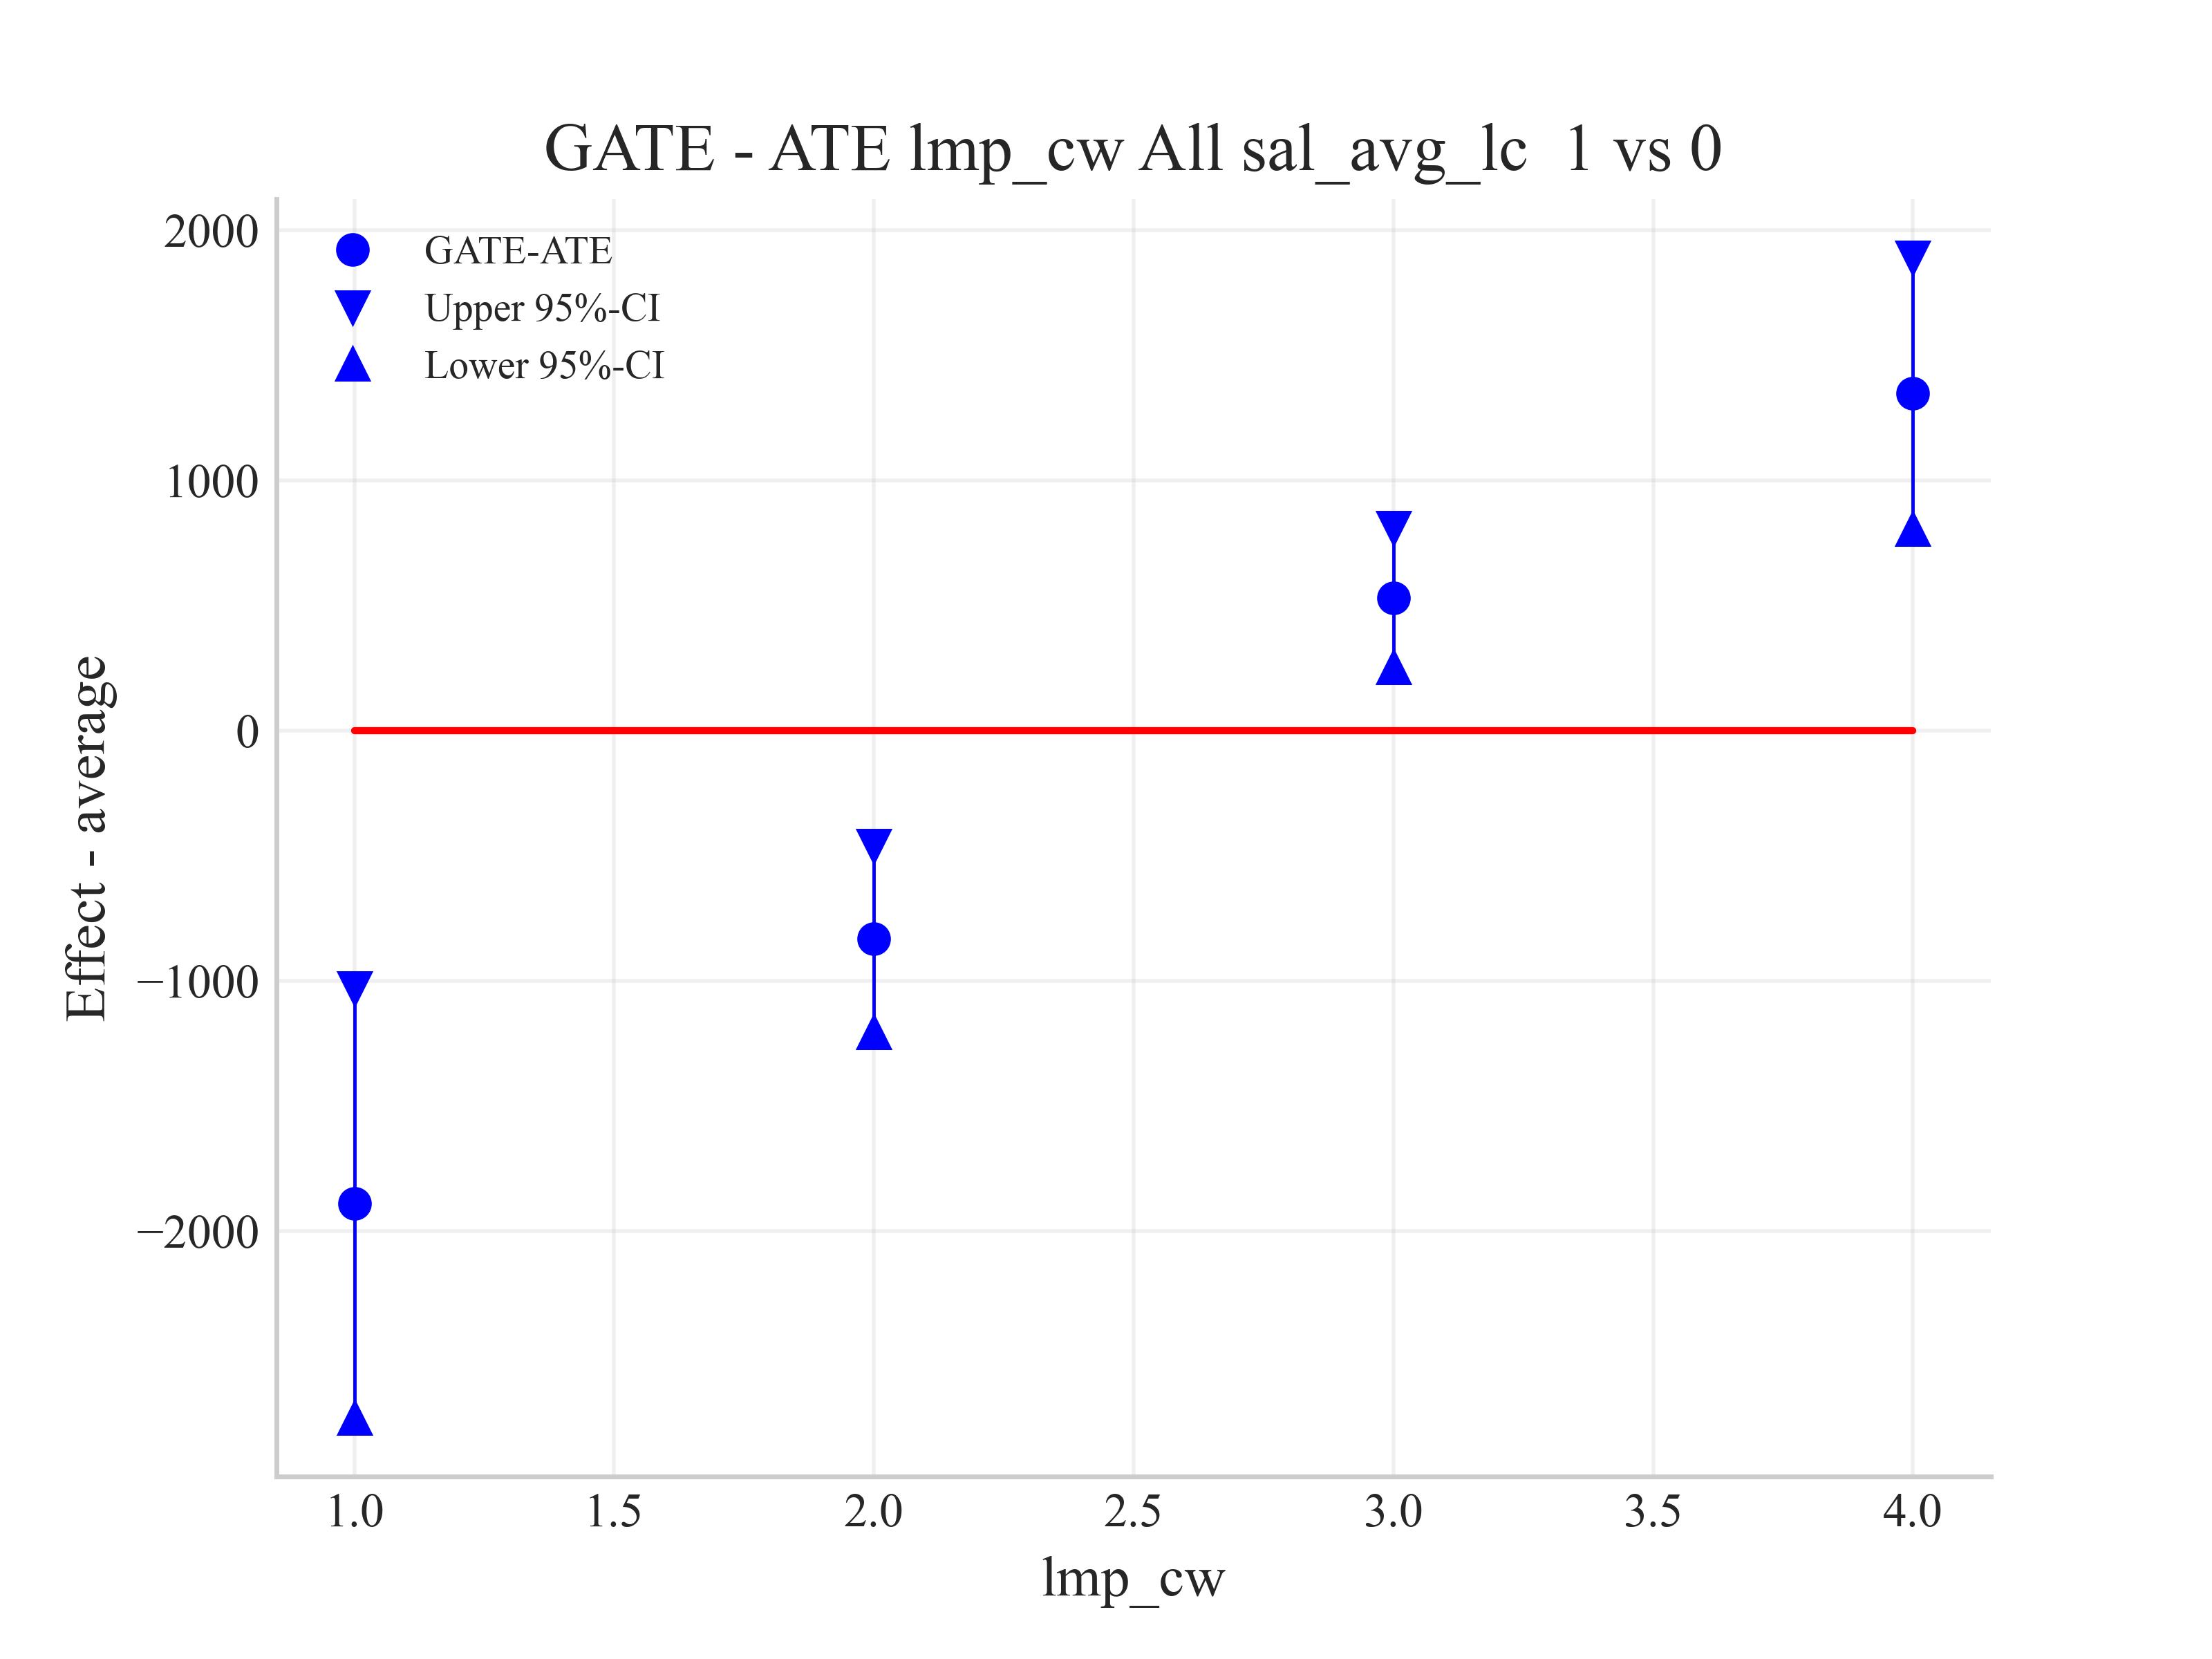 GATE - ATE lmp_cw All sal_avg_lc  1 vs 0
GATE-ATE
Upper 95%-CI
Lower 95%-CI
Effect - average
2000
1000
0
−1000
−2000
1.0 1.5 2.0 2.5 3.0 3.5 4.0
lmp_cw